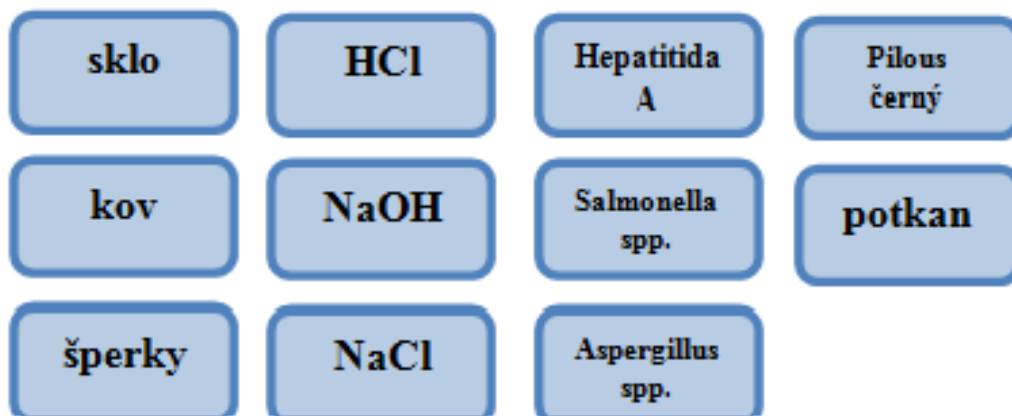 sklo
HCl
Hepatitida
A
Pilous
černý
kov
NaOH
Salmonella
spp.
potkan
šperky
NaCl
Aspergillus
spp.